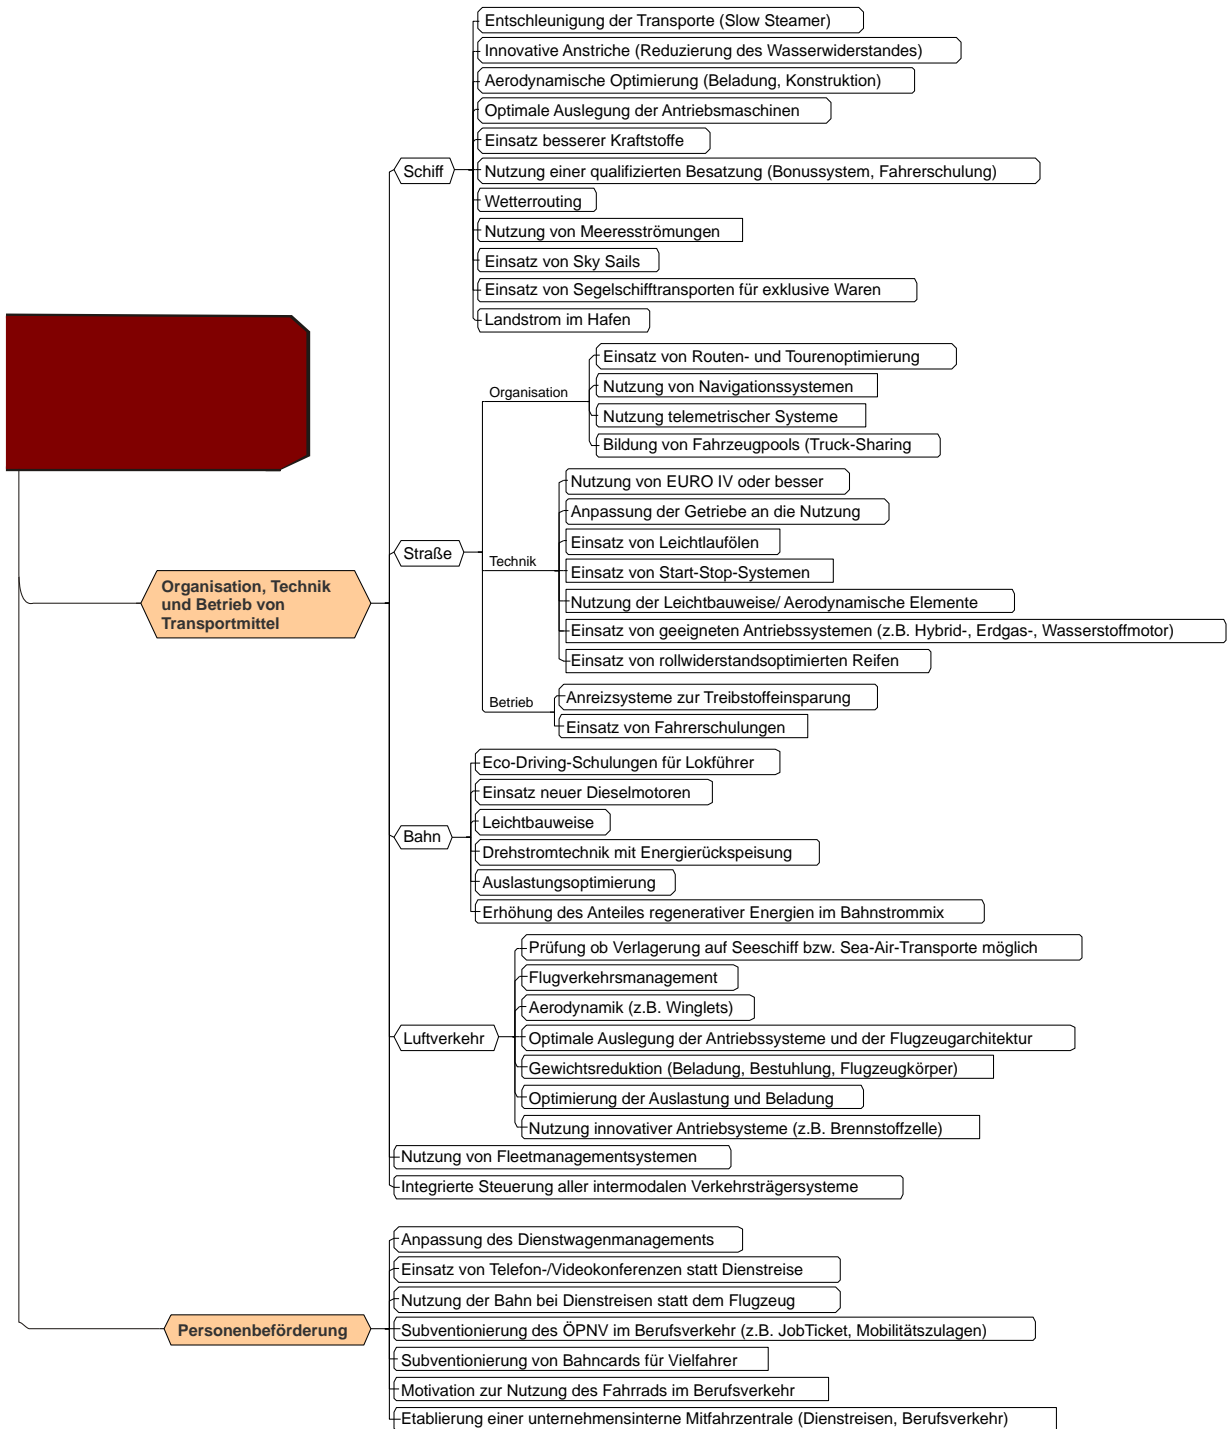 Entschleunigung der Transporte (Slow Steamer)
Innovative Anstriche (Reduzierung des Wasserwiderstandes)
Aerodynamische Optimierung (Beladung, Konstruktion)
Optimale Auslegung der Antriebsmaschinen
Einsatz besserer Kraftstoffe
Schiff
Nutzung einer qualifizierten Besatzung (Bonussystem, Fahrerschulung)
Wetterrouting
Nutzung von Meeresströmungen
Einsatz von Sky Sails
Einsatz von Segelschifftransporten für exklusive Waren
Landstrom im Hafen
Organisation
Einsatz von Routen- und Tourenoptimierung
Nutzung von Navigationssystemen
Nutzung telemetrischer Systeme
Bildung von Fahrzeugpools (Truck-Sharing
Straße
Technik
Nutzung von EURO IV oder besser
Anpassung der Getriebe an die Nutzung
Einsatz von Leichtlaufölen
Einsatz von Start-Stop-Systemen
Nutzung der Leichtbauweise/ Aerodynamische Elemente
Einsatz von geeigneten Antriebssystemen (z.B. Hybrid-, Erdgas-, Wasserstoffmotor)
Einsatz von rollwiderstandsoptimierten Reifen
Organisation, Technik
und Betrieb von
Transportmittel
Betrieb
Anreizsysteme zur Treibstoffeinsparung
Einsatz von Fahrerschulungen
Eco-Driving-Schulungen für Lokführer
Einsatz neuer Dieselmotoren
Leichtbauweise
Bahn
Drehstromtechnik mit Energierückspeisung
Auslastungsoptimierung
Erhöhung des Anteiles regenerativer Energien im Bahnstrommix
Prüfung ob Verlagerung auf Seeschiff bzw. Sea-Air-Transporte möglich
Flugverkehrsmanagement
Aerodynamik (z.B. Winglets)
Luftverkehr
Optimale Auslegung der Antriebssysteme und der Flugzeugarchitektur
Gewichtsreduktion (Beladung, Bestuhlung, Flugzeugkörper)
Optimierung der Auslastung und Beladung
Nutzung innovativer Antriebsysteme (z.B. Brennstoffzelle)
Nutzung von Fleetmanagementsystemen
Integrierte Steuerung aller intermodalen Verkehrsträgersysteme
Anpassung des Dienstwagenmanagements
Einsatz von Telefon-/Videokonferenzen statt Dienstreise
Nutzung der Bahn bei Dienstreisen statt dem Flugzeug
Personenbeförderung
Subventionierung des ÖPNV im Berufsverkehr (z.B. JobTicket, Mobilitätszulagen)
Subventionierung von Bahncards für Vielfahrer
Motivation zur Nutzung des Fahrrads im Berufsverkehr
Etablierung einer unternehmensinterne Mitfahrzentrale (Dienstreisen, Berufsverkehr)